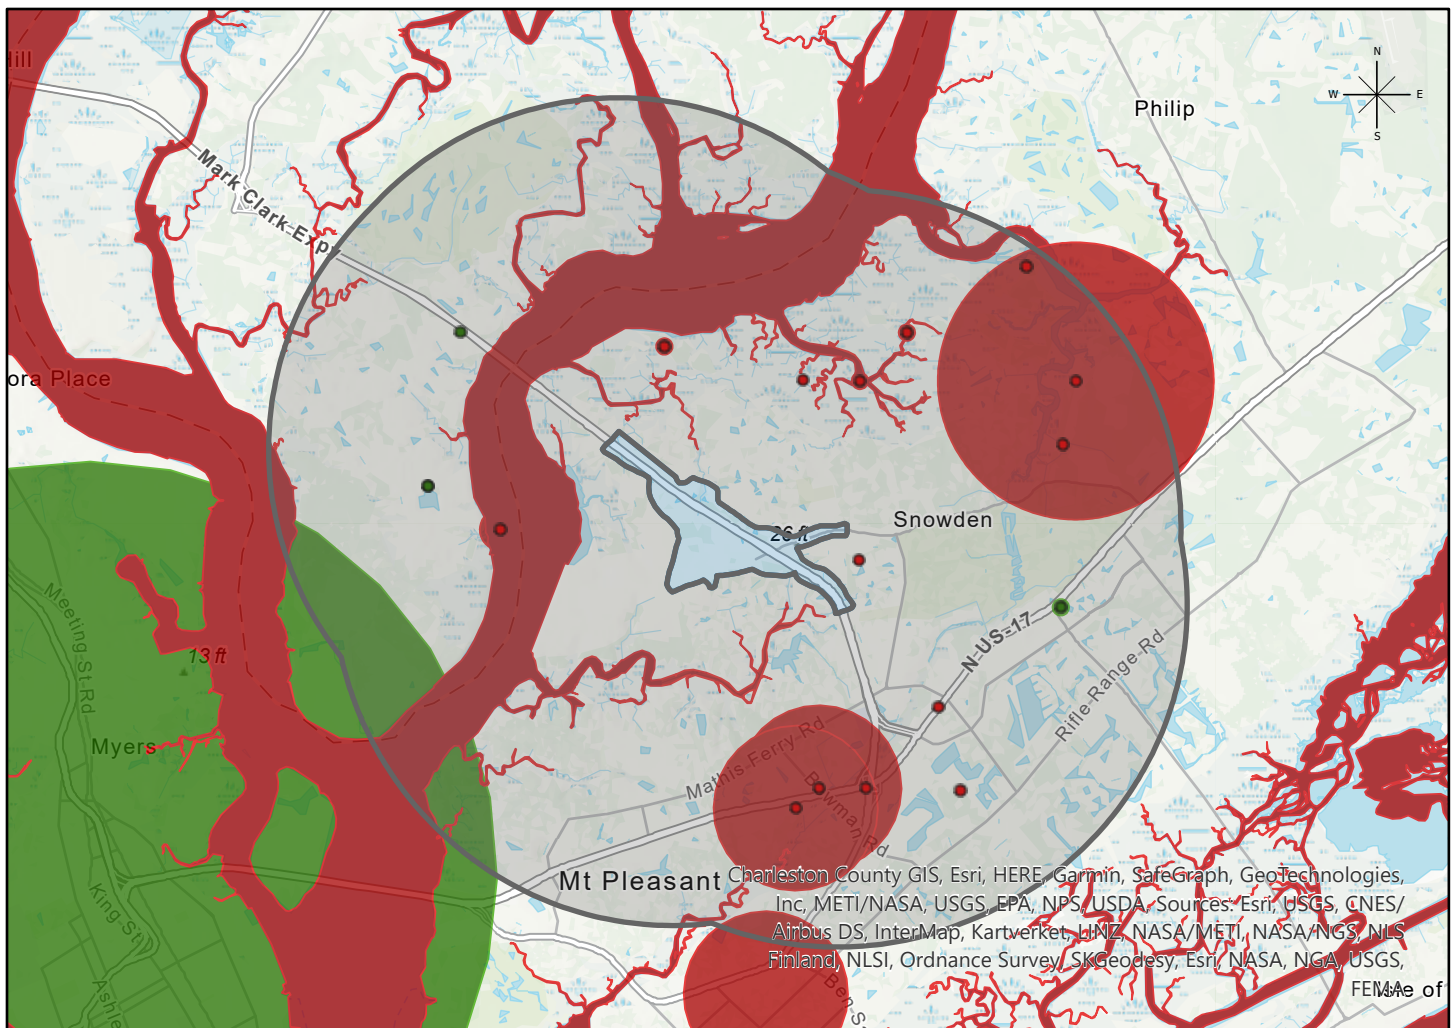 N
W E
S
Hill
Philip
Mark Clark Expy
ora Place
Snowden
26 ft
Meeting St Rd
13 ft
N US-17
Rifle Range Rd
Myers
Mathis Ferry Rd
Bowman Rd
King St
Mt Pleasant
Charleston County GIS, Esri, HERE, Garmin, SafeGraph, GeoTechnologies,
Inc, METI/NASA, USGS, EPA, NPS, USDA, Sources: Esri, USGS, CNES/
Airbus DS, InterMap, Kartverket, LINZ, NASA/METI, NASA/NGS, NLS
Finland, NLSI, Ordnance Survey, SKGeodesy, Esri, NASA, NGA, USGS,
FEMA
of
Ashle
Ben S